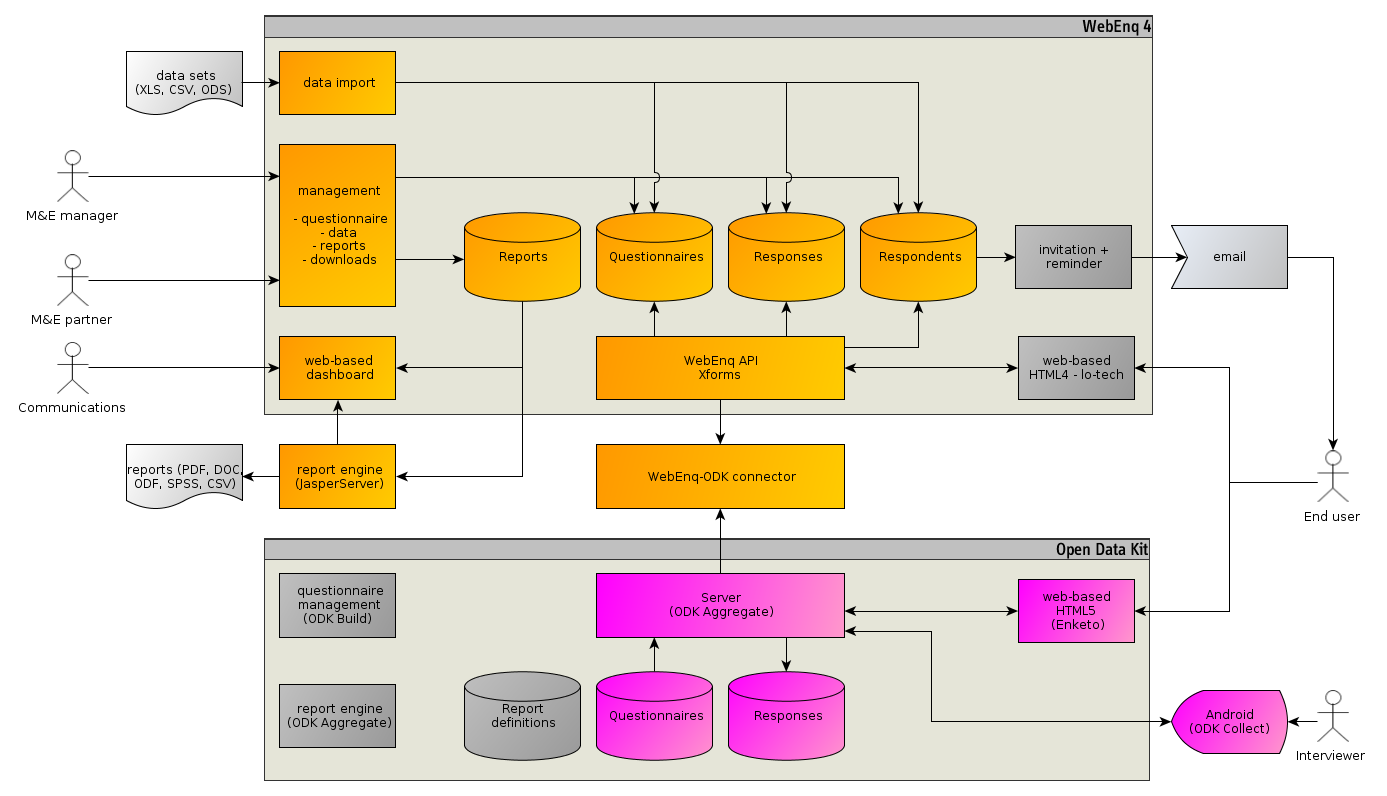 WebEnq 4
data sets
(XLS, CSV, ODS)
data import
M&E manager
management
- questionnaire
- data
- reports
- downloads
M&E partner
Reports
Questionnaires
Responses
Respondents
invitation +
reminder
email
Communications
web-based
dashboard
WebEnq API
Xforms
web-based
HTML4 - lo-tech
reports (PDF, DOC,
ODF, SPSS, CSV)
report engine
(JasperServer)
WebEnq-ODK connector
End user
Open Data Kit
questionnaire
management
(ODK Build)
Server
(ODK Aggregate)
web-based
HTML5
(Enketo)
report engine
(ODK Aggregate)
Report
definitions
Questionnaires
Responses
Android
(ODK Collect)
Interviewer